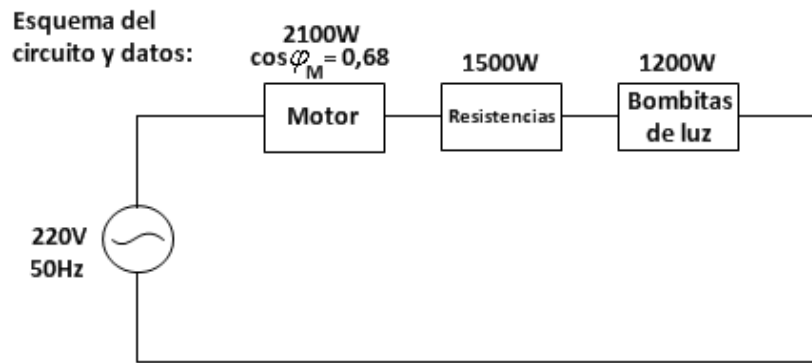 Esquema del
circuito y datos:
2100W
cosφM = 0,68
1500W
1200W
Motor
Resistencias
Bombitas
de luz
220V
50Hz